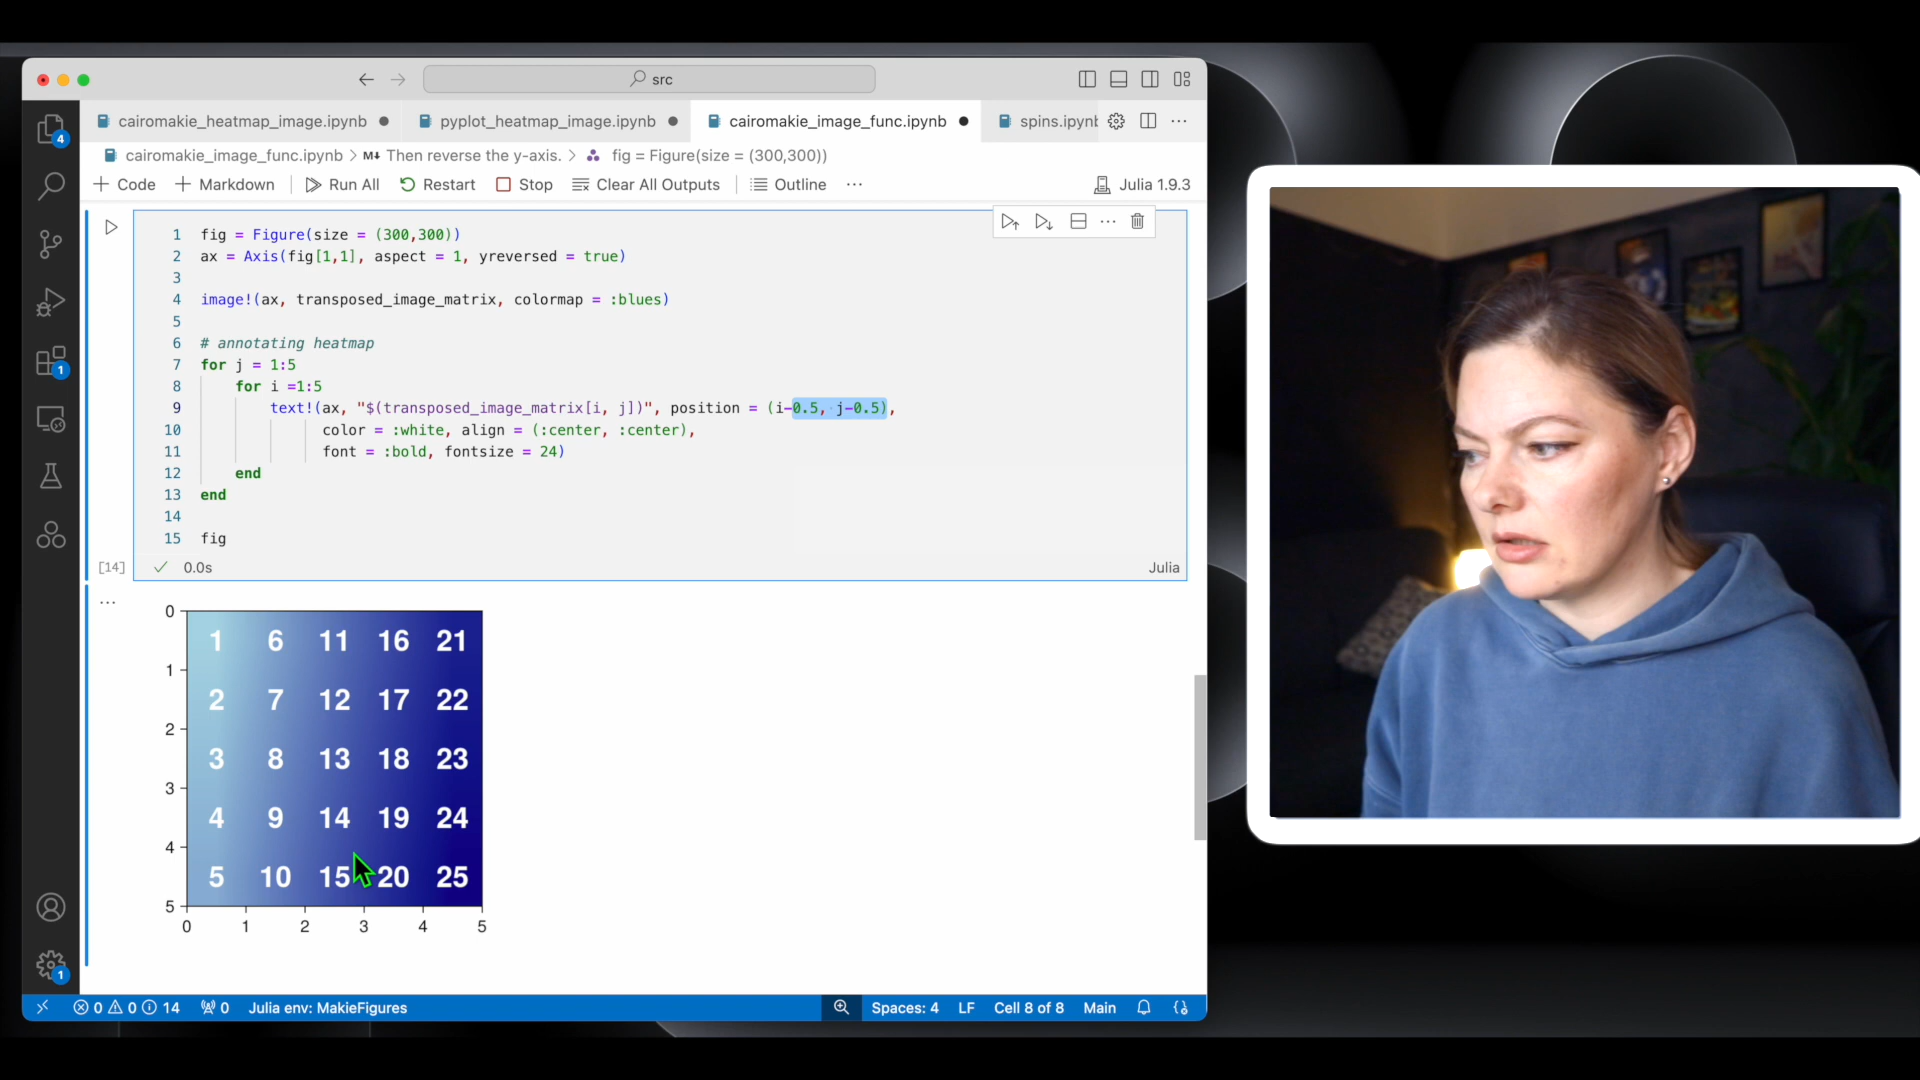 src
cairomakie_heatmap_image.ipynb
pyplot_heatmap_image.ipynb
cairomakie_image_func.ipynb
spins.ipynb
cairomakie_image_func.ipynb > M↓ Then reverse the y-axis. > fig = Figure(size = (300,300))
+ Code + Markdown Run All Restart Stop Clear All Outputs Outline ... Julia 1.9.3
1 fig = Figure(size = (300,300))
2 ax = Axis(fig[1,1], aspect = 1, yreversed = true)
3
4 image!(ax, transposed_image_matrix, colormap = :blues)
5
6 # annotating heatmap
7 for j = 1:5
8 for i =1:5
9 text!(ax, "$(transposed_image_matrix[i, j])", position = (i-0.5, j-0.5),
10 color = :white, align = (:center, :center),
11 font = :bold, fontsize = 24)
12 end
13 end
14
15 fig
[14] 0.0s Julia
0
1 6 11 16 21
1
2 7 12 17 22
2
3 8 13 18 23
3
4 9 14 19 24
4
5 10 15 20 25
5
0 1 2 3 4 5
4
1
1
0 0 14 0 Julia env: MakieFigures Spaces: 4 LF Cell 8 of 8 Main